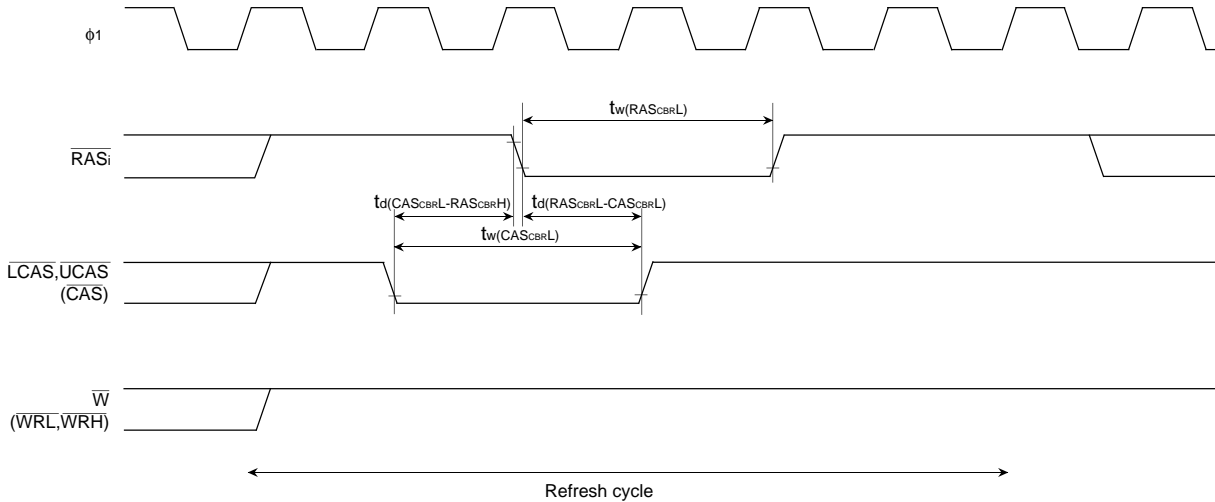 ϕ1
tw(RASCBRL)
RASi
td(CASCBRL-RASCBRH)
td(RASCBRL-CASCBRL)
tw(CASCBRL)
LCAS,UCAS
(CAS)
W
(WRL,WRH)
Refresh cycle